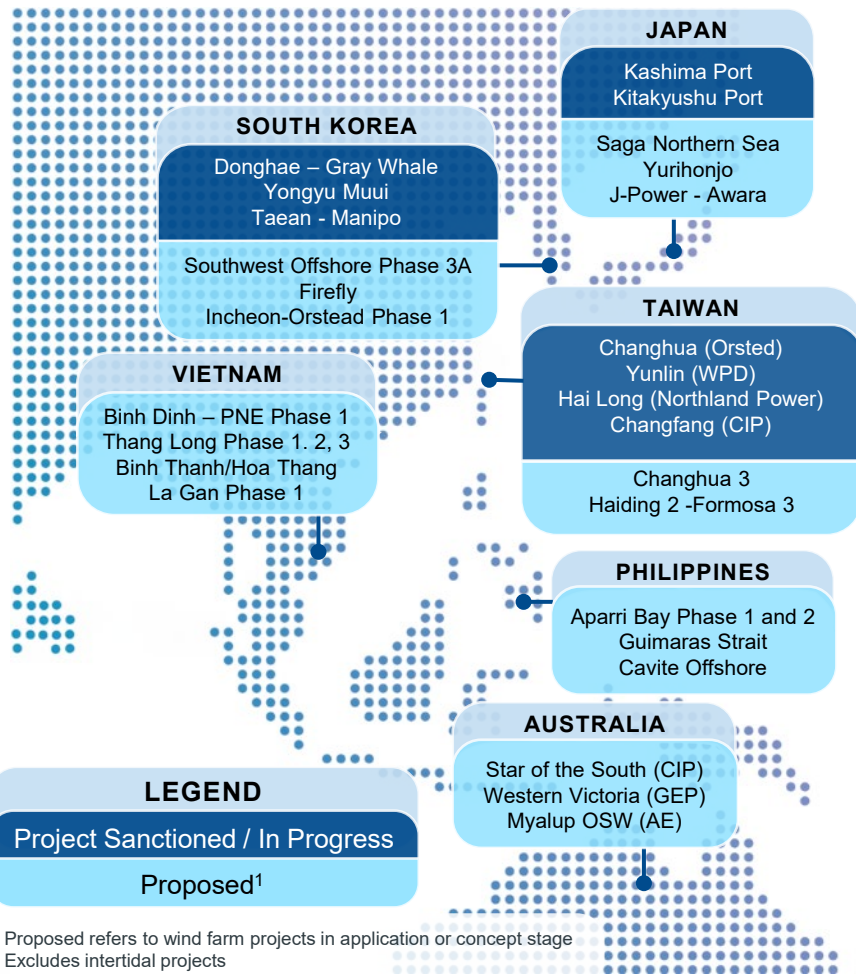 JAPAN
Kashima Port
Kitakyushu Port
Saga Northern Sea
Yurihonjo
J-Power - Awara
SOUTH KOREA
Donghae – Gray Whale
Yongyu Muui
Taean - Manipo
Southwest Offshore Phase 3A
Firefly
Incheon-Orstead Phase 1
TAIWAN
Changhua (Orsted)
Yunlin (WPD)
Hai Long (Northland Power)
Changfang (CIP)
Changhua 3
Haiding 2 -Formosa 3
VIETNAM
Binh Dinh – PNE Phase 1
Thang Long Phase 1. 2, 3
Binh Thanh/Hoa Thang
La Gan Phase 1
PHILIPPINES
Aparri Bay Phase 1 and 2
Guimaras Strait
Cavite Offshore
AUSTRALIA
Star of the South (CIP)
Western Victoria (GEP)
Myalup OSW (AE)
LEGEND
Project Sanctioned / In Progress
Proposed¹
Proposed refers to wind farm projects in application or concept stage
Excludes intertidal projects